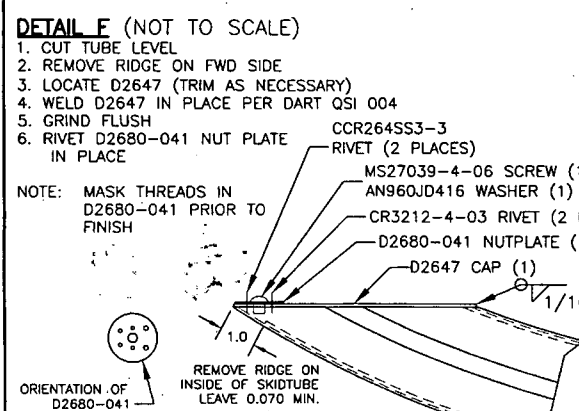 DETAIL F (NOT TO SCALE)
1. CUT TUBE LEVEL
2. REMOVE RIDGE ON FWD SIDE
3. LOCATE D2647 (TRIM AS NECESSARY)
4. WELD D2647 IN PLACE PER DART QSI 004
5. GRIND FLUSH
6. RIVET D2680-041 NUT PLATE
IN PLACE
NOTE: MASK THREADS IN
D2680-041 PRIOR TO
FINISH
CCR264SS3-3
RIVET (2 PLACES)
MS27039-4-06 SCREW (
AN960JD416 WASHER (1)
CR3212-4-03 RIVET (2
D2680-041 NUTPLATE (
D2647 CAP (1)
1/1
1.0
REMOVE RIDGE ON
INSIDE OF SKIDTUBE
LEAVE 0.070 MIN.
ORIENTATION OF
D2680-041